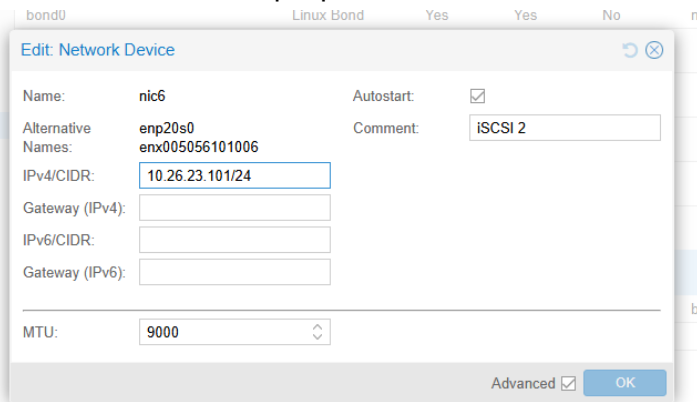 bond0 Linux Bond Yes Yes No
Edit: Network Device
Name: nic6 Autostart:
Alternative Names: enp20s0 enx005056101006 Comment: iSCSI 2
IPv4/CIDR: 10.26.23.101/24
Gateway (IPv4):
IPv6/CIDR:
Gateway (IPv6):
MTU: 9000
Advanced OK